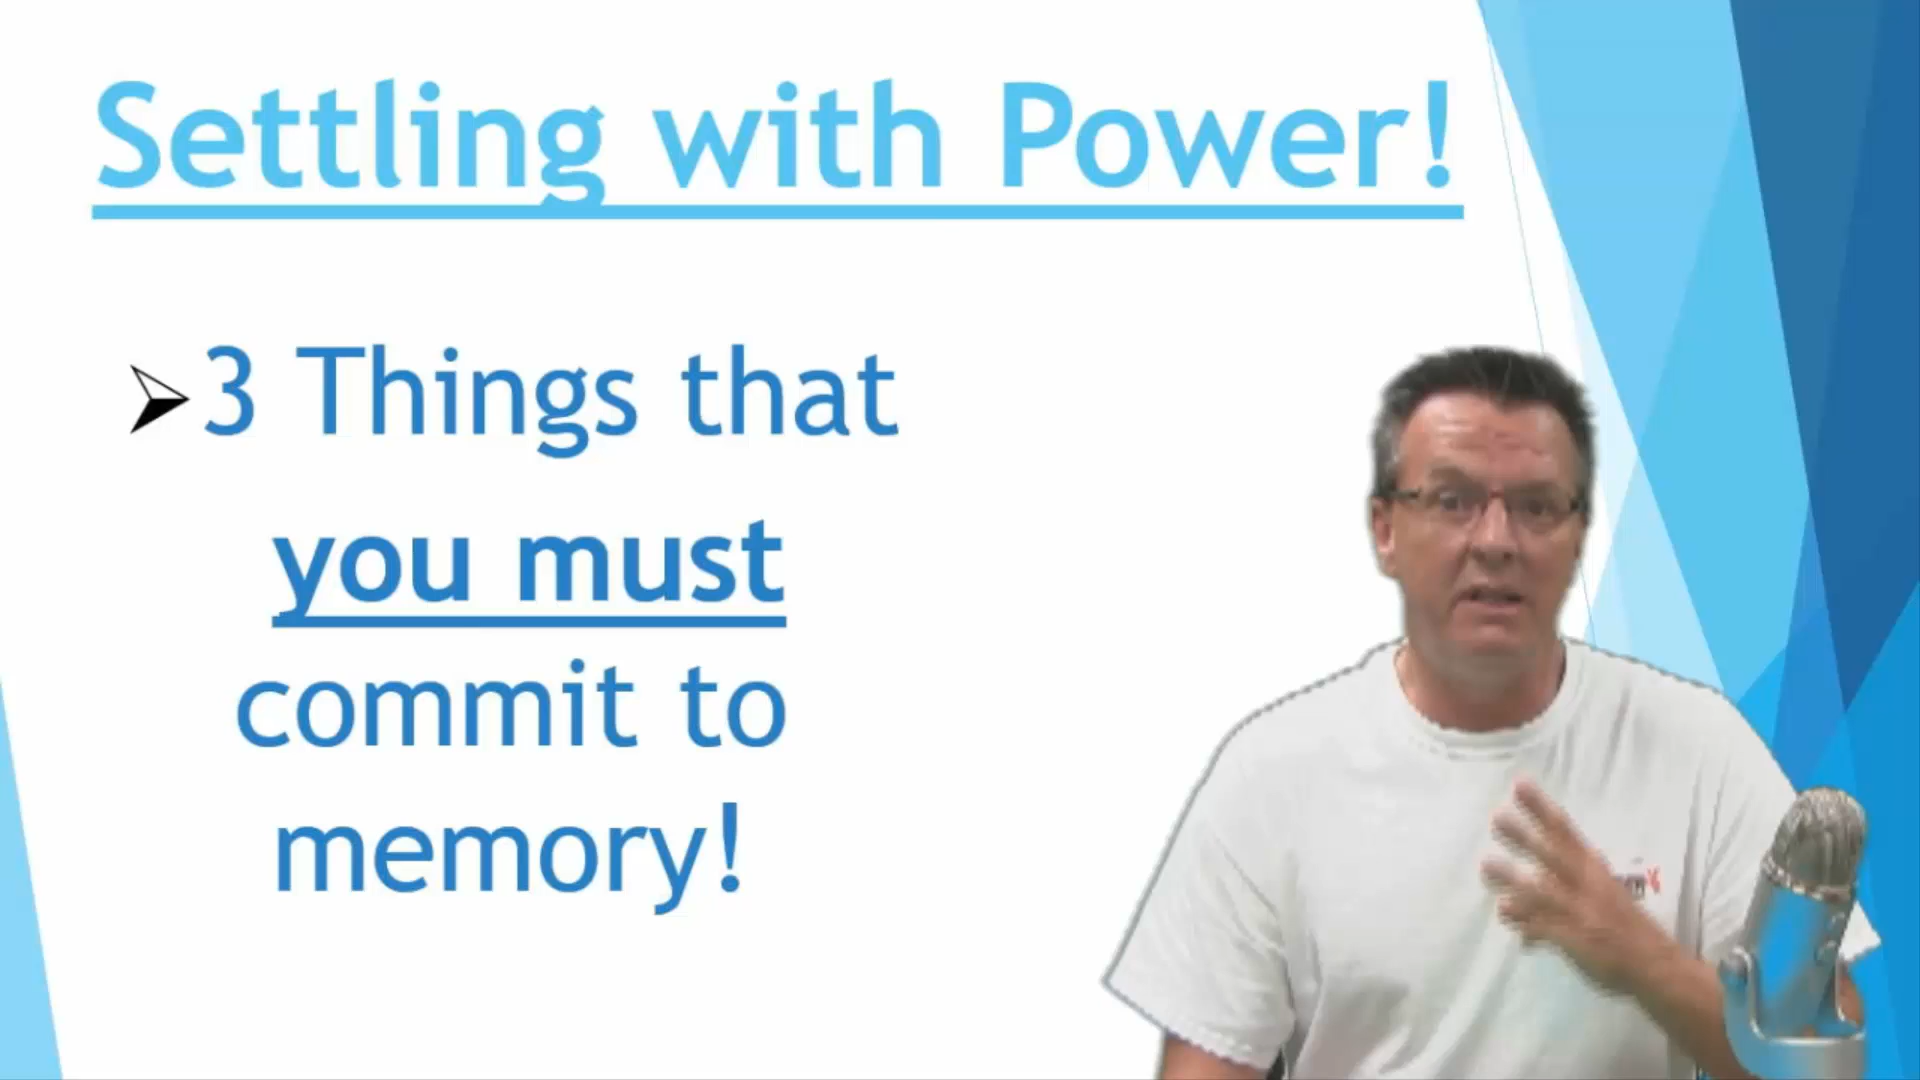 Settling with Power!
3 Things that
you must
commit to
memory!